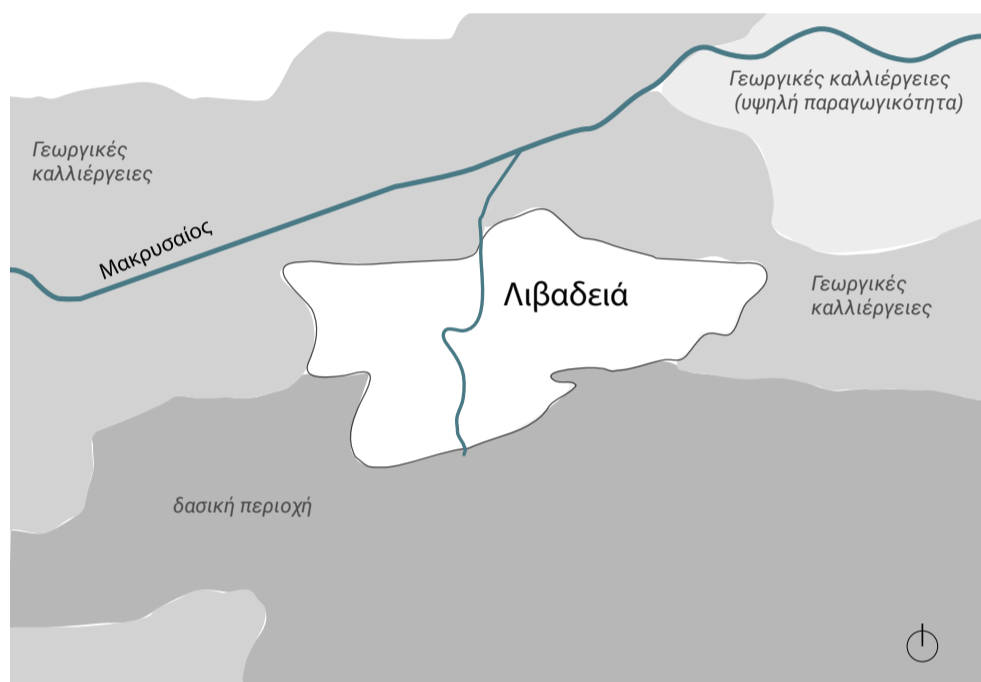 Γεωργικές καλλιέργειες
(υψηλή παραγωγικότητα)
Γεωργικές
καλλιέργειες
Μακρυσαίος
Λιβαδειά
Γεωργικές
καλλιέργειες
δασική περιοχή